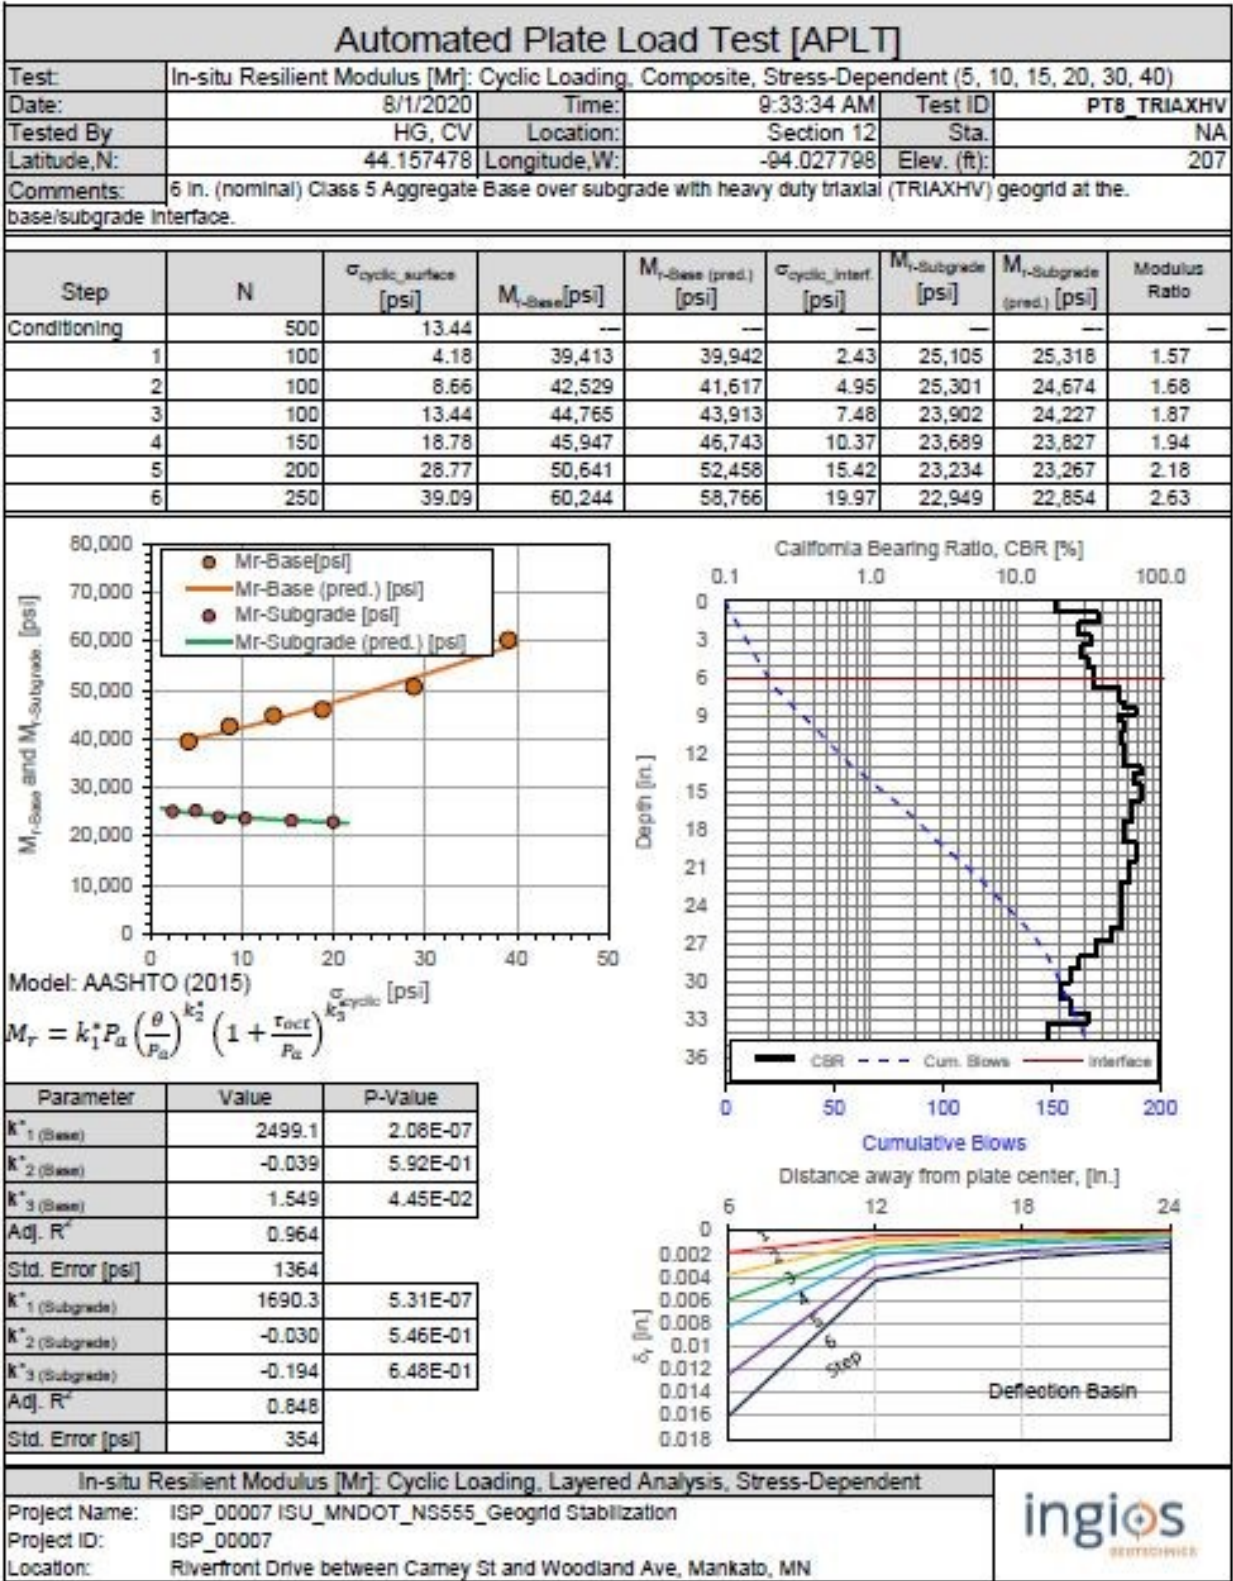 Automated Plate Load Test [APLT]
Test: In-situ Resilient Modulus [Mr]: Cyclic Loading, Composite, Stress-Dependent (5, 10, 15, 20, 30, 40)
Date: 8/1/2020 Time: 9:33:34 AM Test ID PT8_TRIAXHV
Tested By HG, CV Location: Section 12 Sta. NA
Latitude,N: 44.157478 Longitude,W: -94.027798 Elev. (ft): 207
Comments: 6 in. (nominal) Class 5 Aggregate Base over subgrade with heavy duty triaxial (TRIAXHV) geogrid at the.
base/subgrade interface.
Step N σcyclic_surface [psi] Mr-Base[psi] Mr-Base (pred.) [psi] σcyclic_interf. [psi] Mr-Subgrade [psi] Mr-Subgrade (pred.) [psi] Modulus Ratio
Conditioning 500 13.44 --- --- --- --- --- ---
1 100 4.18 39,413 39,942 2.43 25,105 25,318 1.57
2 100 8.66 42,529 41,617 4.95 25,301 24,674 1.68
3 100 13.44 44,765 43,913 7.48 23,902 24,227 1.87
4 150 18.78 45,947 46,743 10.37 23,689 23,827 1.94
5 200 28.77 50,641 52,458 15.42 23,234 23,267 2.18
6 250 39.09 60,244 58,766 19.97 22,949 22,854 2.63
80,000
70,000
60,000
50,000
40,000
30,000
20,000
10,000
0
Mr-Base and Mr-Subgrade. [psi]
Mr-Base[psi]
Mr-Base (pred.) [psi]
Mr-Subgrade [psi]
Mr-Subgrade (pred.) [psi]
0 10 20 30 40 50
σcyclic [psi]
Model: AASHTO (2015)
Mr = k*1Pa (θ/Pa)^k*2 (1 + τoct/Pa)^k*3
California Bearing Ratio, CBR [%]
0.1 1.0 10.0 100.0
Depth [in.]
0
3
6
9
12
15
18
21
24
27
30
33
36
CBR Cum. Blows Interface
0 50 100 150 200
Cumulative Blows
Parameter Value P-Value
k*1 (Base) 2499.1 2.08E-07
k*2 (Base) -0.039 5.92E-01
k*3 (Base) 1.549 4.45E-02
Adj. R² 0.964
Std. Error [psi] 1364
k*1 (Subgrade) 1690.3 5.31E-07
k*2 (Subgrade) -0.030 5.46E-01
k*3 (Subgrade) -0.194 6.48E-01
Adj. R² 0.848
Std. Error [psi] 354
Distance away from plate center, [in.]
6 12 18 24
δr [in.]
0
0.002
0.004
0.006
0.008
0.01
0.012
0.014
0.016
0.018
1
2
3
4
5
6
Step
Deflection Basin
In-situ Resilient Modulus [Mr]: Cyclic Loading, Layered Analysis, Stress-Dependent
Project Name: ISP_00007 ISU_MNDOT_NS555_Geogrid Stabilization
Project ID: ISP_00007
Location: Riverfront Drive between Carney St and Woodland Ave, Mankato, MN
ingios
GEOTECHNICS